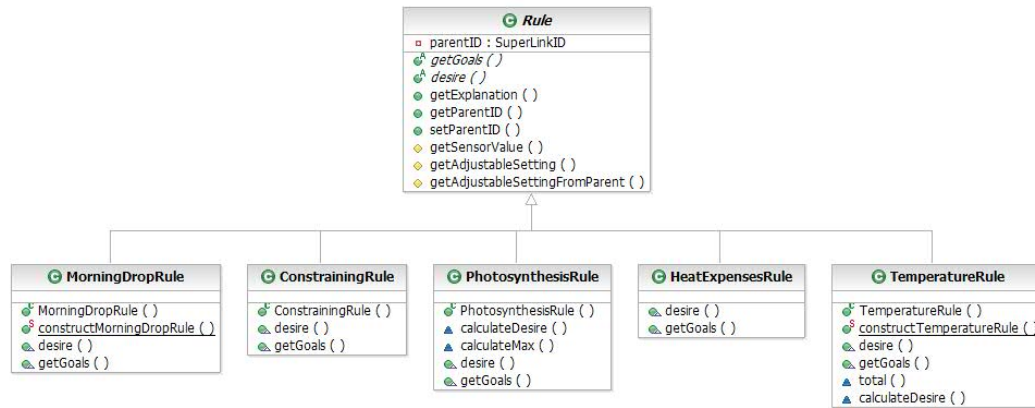 Rule
parentID : SuperLinkID
getGoals ( )
desire ( )
getExplanation ( )
getParentID ( )
setParentID ( )
getSensorValue ( )
getAdjustableSetting ( )
getAdjustableSettingFromParent ( )
MorningDropRule
MorningDropRule ( )
constructMorningDropRule ( )
desire ( )
getGoals ( )
ConstrainingRule
ConstrainingRule ( )
desire ( )
getGoals ( )
PhotosynthesisRule
PhotosynthesisRule ( )
calculateDesire ( )
calculateMax ( )
desire ( )
getGoals ( )
HeatExpensesRule
desire ( )
getGoals ( )
TemperatureRule
TemperatureRule ( )
constructTemperatureRule ( )
desire ( )
getGoals ( )
total ( )
calculateDesire ( )